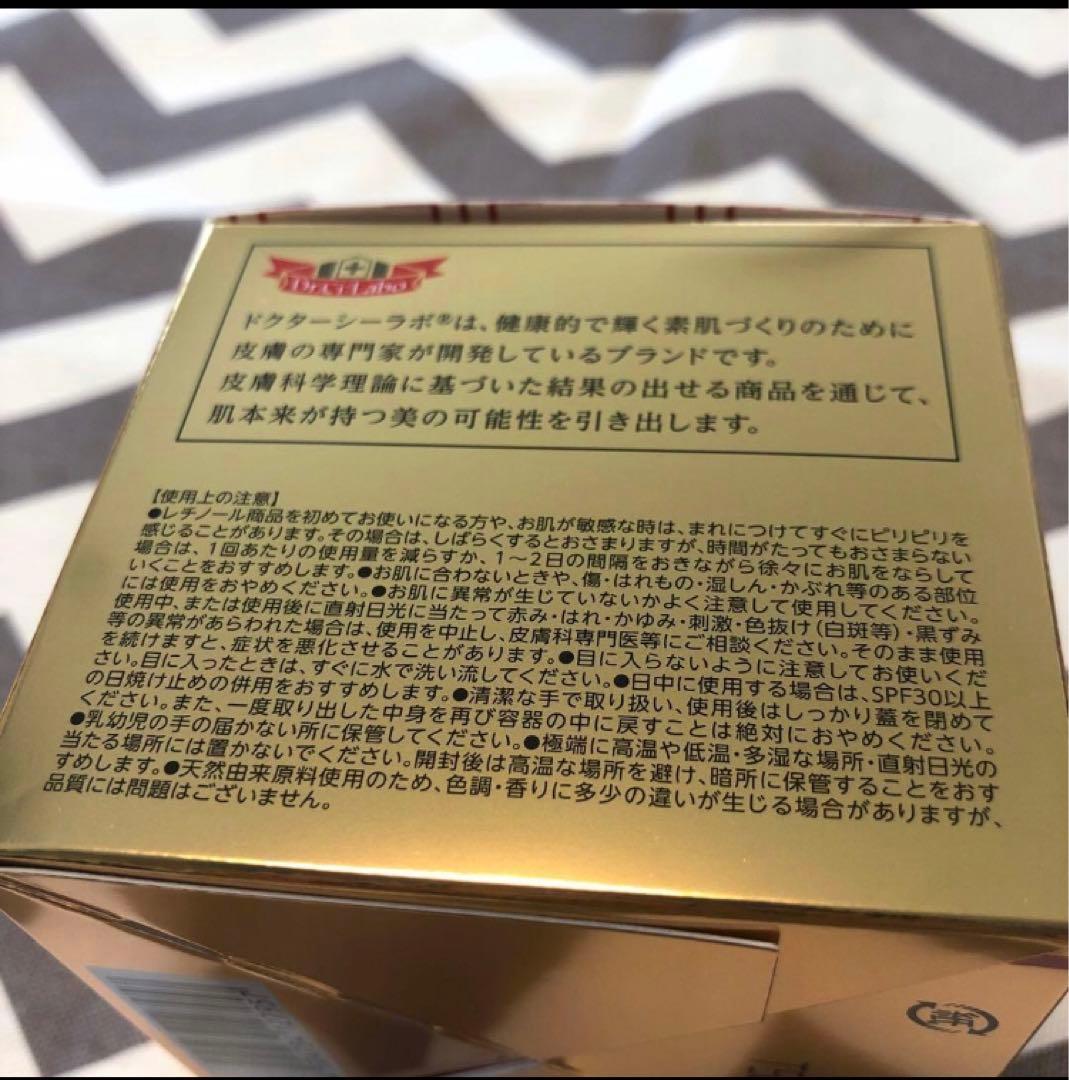 Dr.Ci:Labo
ドクターシーラボ®は、健康的で輝く素肌づくりのために
皮膚の専門家が開発しているブランドです。
皮膚科学理論に基づいた結果の出せる商品を通じて、
肌本来が持つ美の可能性を引き出します。
【使用上の注意】
●レチノール商品を初めてお使いになる方や、お肌が敏感な時は、まれにつけてすぐにピリピリを
感じることがあります。その場合は、しばらくするとおさまりますが、時間がたってもおさまらない
場合は、1回あたりの使用量を減らすか、1〜2日の間隔をおきながら徐々にお肌をならして
いくことをおすすめします。●お肌に合わないときや、傷・はれもの・湿しん・かぶれ等のある部位
には使用をおやめください。●お肌に異常が生じていないかよく注意して使用してください。
使用中、または使用後に直射日光に当たって赤み・はれ・かゆみ・刺激・色抜け(白斑等)・黒ずみ
等の異常があらわれた場合は、使用を中止し、皮膚科専門医等にご相談ください。そのまま使用
を続けますと、症状を悪化させることがあります。●目に入らないように注意してお使いくだ
さい。目に入ったときは、すぐに水で洗い流してください。●日中に使用する場合は、SPF30以上
の日焼け止めの併用をおすすめします。●清潔な手で取り扱い、使用後はしっかり蓋を閉めて
ください。また、一度取り出した中身を再び容器の中に戻すことは絶対におやめください。
●乳幼児の手の届かない所に保管してください。●極端に高温や低温・多湿な場所・直射日光の
当たる場所には置かないでください。開封後は高温な場所を避け、暗所に保管することをおす
すめします。●天然由来原料使用のため、色調・香りに多少の違いが生じる場合がありますが、
品質には問題はございません。
紙